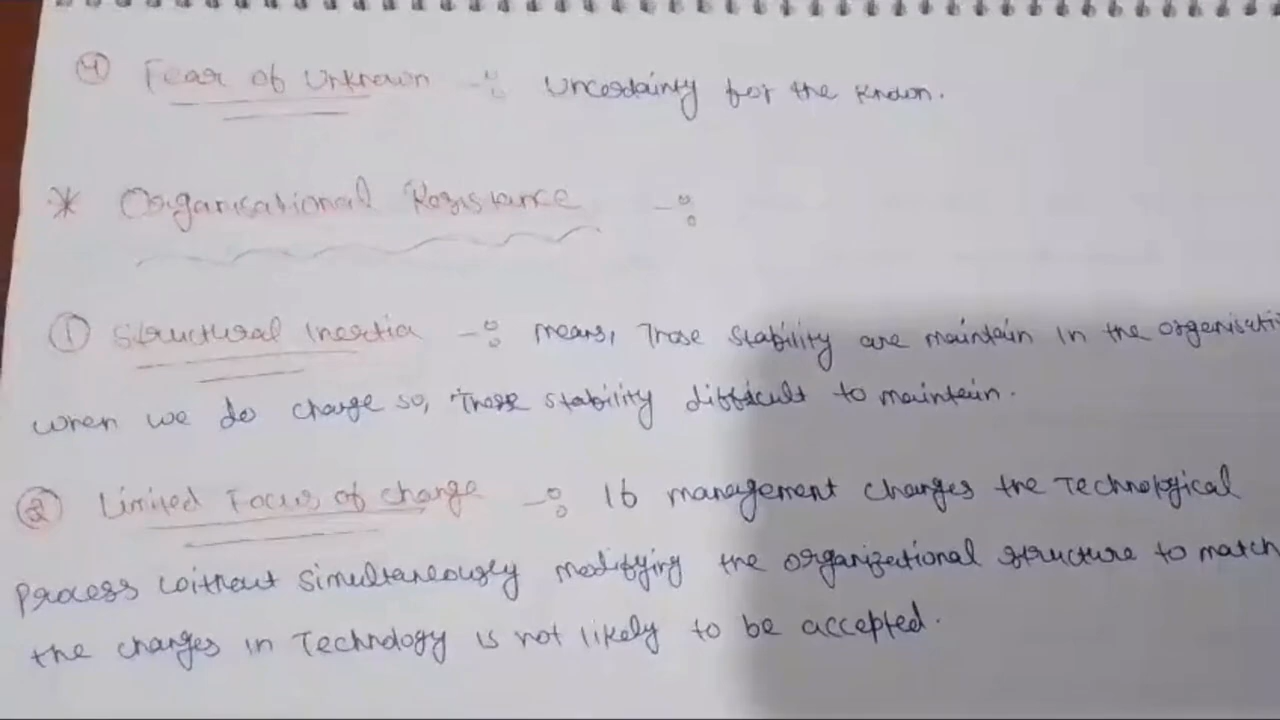 4 Fear of Unknown -: Uncertainty for the known.
* Organisational Resistance -:
1 Structural Inertia -: means, Those stability are maintain in the organisati
when we do change so, those stability difficult to maintain.
2 Limited Focus of change -: If management changes the Technological
process without simultaneously modifying the organizational structure to match
the changes in Technology is not likely to be accepted.